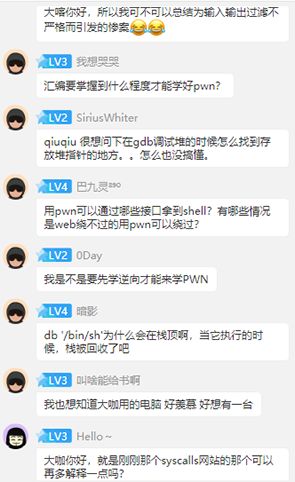 大喀你好，所以我可不可以总结为输入输出过滤不
严格而引发的惨案😂😂
LV3 我想哭哭
汇编要掌握到什么程度才能学好pwn?
LV2 SiriusWhiter
qiuqiu 很想问下在gdb调试堆的时候怎么找到存
放堆指针的地方。。怎么也没搞懂。
LV4 巴九灵²⁹⁰
用pwn可以通过哪些接口拿到shell？有哪些情况
是web绕不过的用pwn可以绕过？
LV2 0Day
我是不是要先学逆向才能来学PWN
LV4 暗影
db '/bin/sh'为什么会在栈顶啊，当它执行的时
候，栈被回收了吧
LV3 叫啥能给书啊
我也想知道大咖用的电脑 好羡慕 好想有一台
LV3 Hello ~
大咖你好，就是刚刚那个syscalls网站的那个可以
再多解释一点吗？